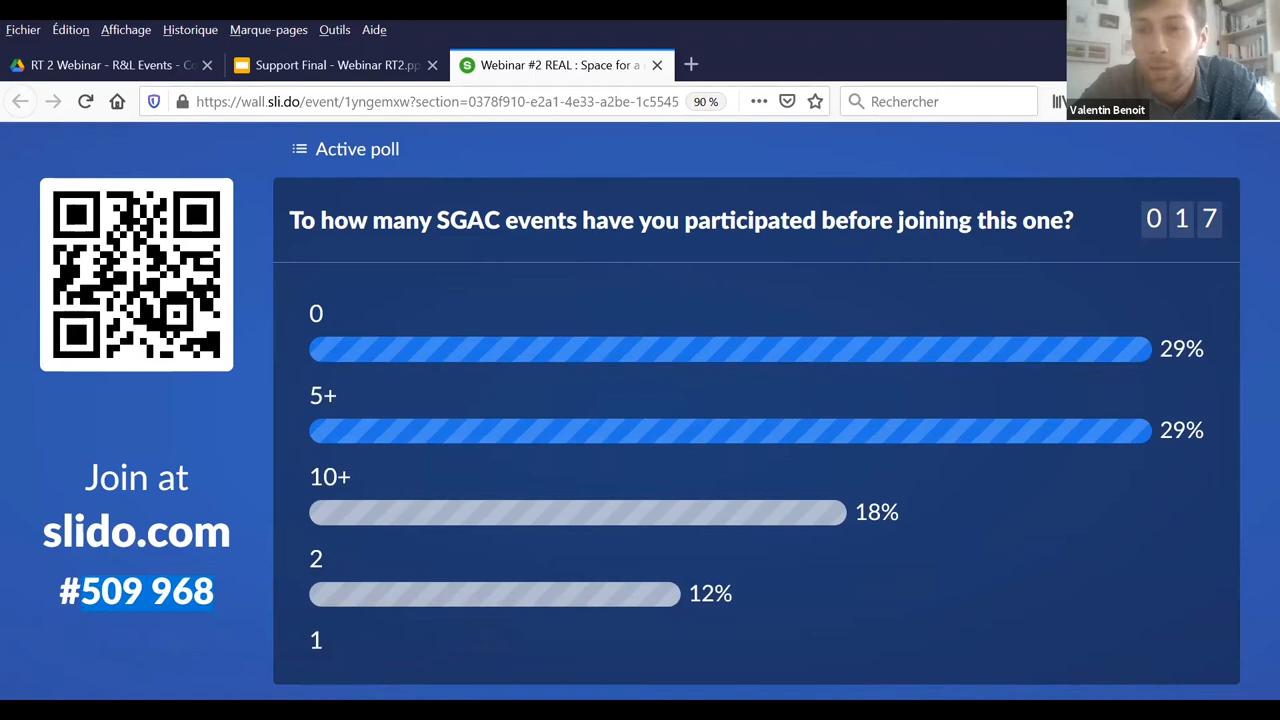 Fichier Édition Affichage Historique Marque-pages Outils Aide
RT 2 Webinar - R&L Events - Co
Support Final - Webinar RT2.pp
Webinar #2 REAL : Space for a
https://wall.sli.do/event/1yngemxw?section=0378f910-e2a1-4e33-a2be-1c5545
90 %
Rechercher
Valentin Benoit
Active poll
To how many SGAC events have you participated before joining this one?
0 1 7
0
29%
5+
29%
10+
18%
2
12%
1
Join at
slido.com
#509 968